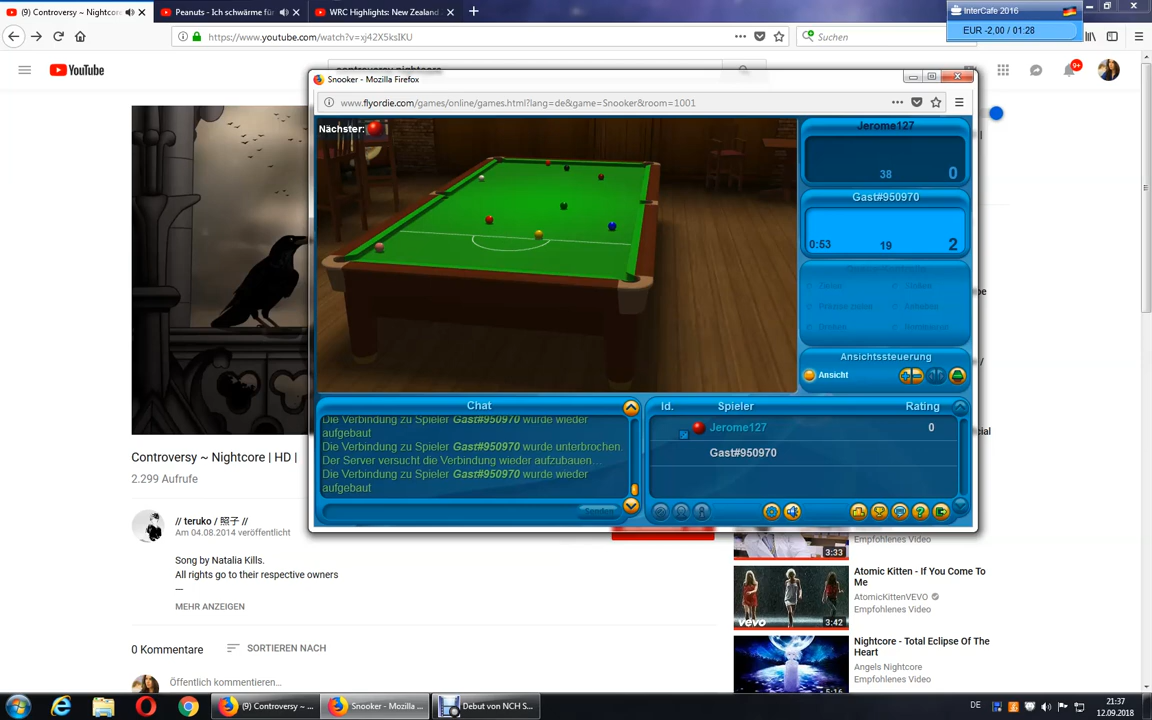 (9) Controversy ~ Nightcore
Peanuts - Ich schwärme für
WRC Highlights: New Zealand
InterCafe 2016
EUR -2,00 / 01:28
https://www.youtube.com/watch?v=xj42X5ksIKU
Suchen
YouTube
controversy nightcore
9+
Snooker - Mozilla Firefox
www.flyordie.com/games/online/games.html?lang=de&game=Snooker&room=1001
Nächster:
Jerome127
38 0
Gast#950970
0:53 19 2
Ansichtssteuerung
Ansicht
Chat
Die Verbindung zu Spieler Gast#950970 wurde wieder
aufgebaut
Die Verbindung zu Spieler Gast#950970 wurde unterbrochen.
Der Server versucht die Verbindung wieder aufzubauen...
Die Verbindung zu Spieler Gast#950970 wurde wieder
aufgebaut
Id. Spieler Rating
Jerome127 0
Gast#950970
Controversy ~ Nightcore | HD |
2.299 Aufrufe
// teruko / 照子 //
Am 04.08.2014 veröffentlicht
Song by Natalia Kills.
All rights go to their respective owners
---
MEHR ANZEIGEN
0 Kommentare
SORTIEREN NACH
Öffentlich kommentieren...
3:33
Empfohlenes Video
vevo
3:42
Atomic Kitten - If You Come To
Me
AtomicKittenVEVO
Empfohlenes Video
5:16
Nightcore - Total Eclipse Of The
Heart
Angels Nightcore
Empfohlenes Video
(9) Controversy ~ ...
Snooker - Mozilla ...
Debut von NCH S...
DE
21:37
12.09.2018